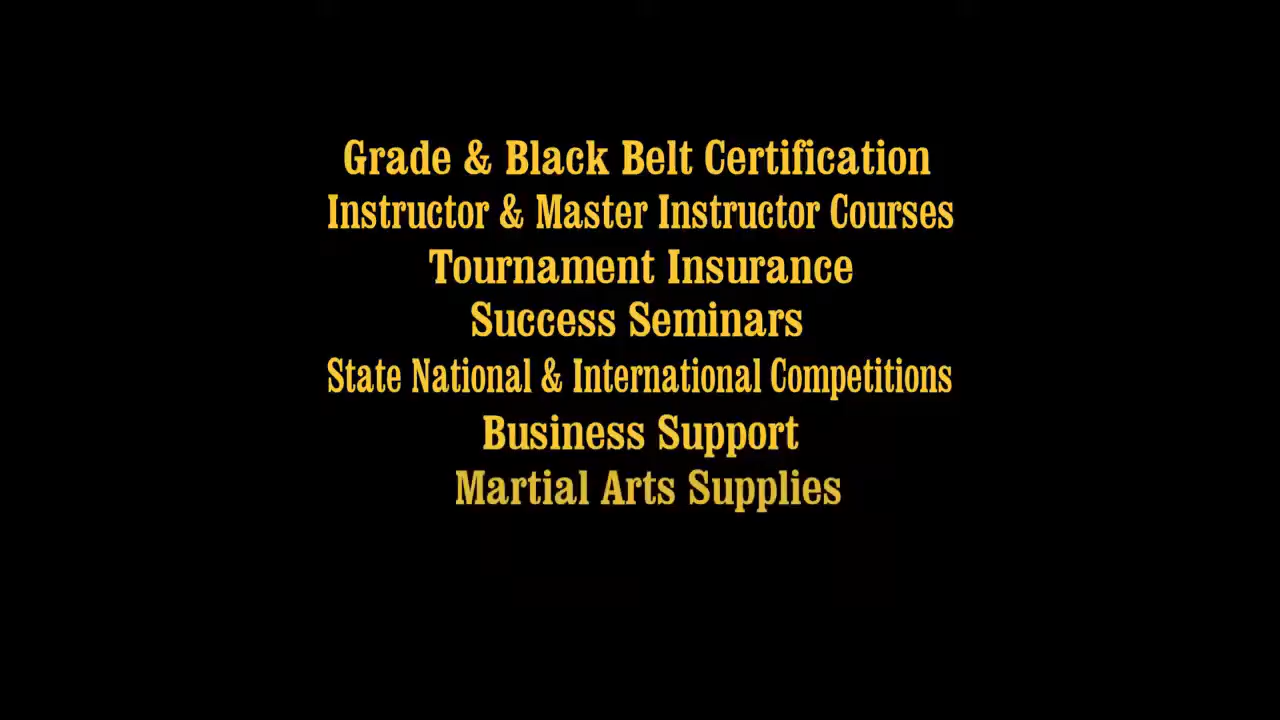 Grade & Black Belt Certification
Instructor & Master Instructor Courses
Tournament Insurance
Success Seminars
State National & International Competitions
Business Support
Martial Arts Supplies